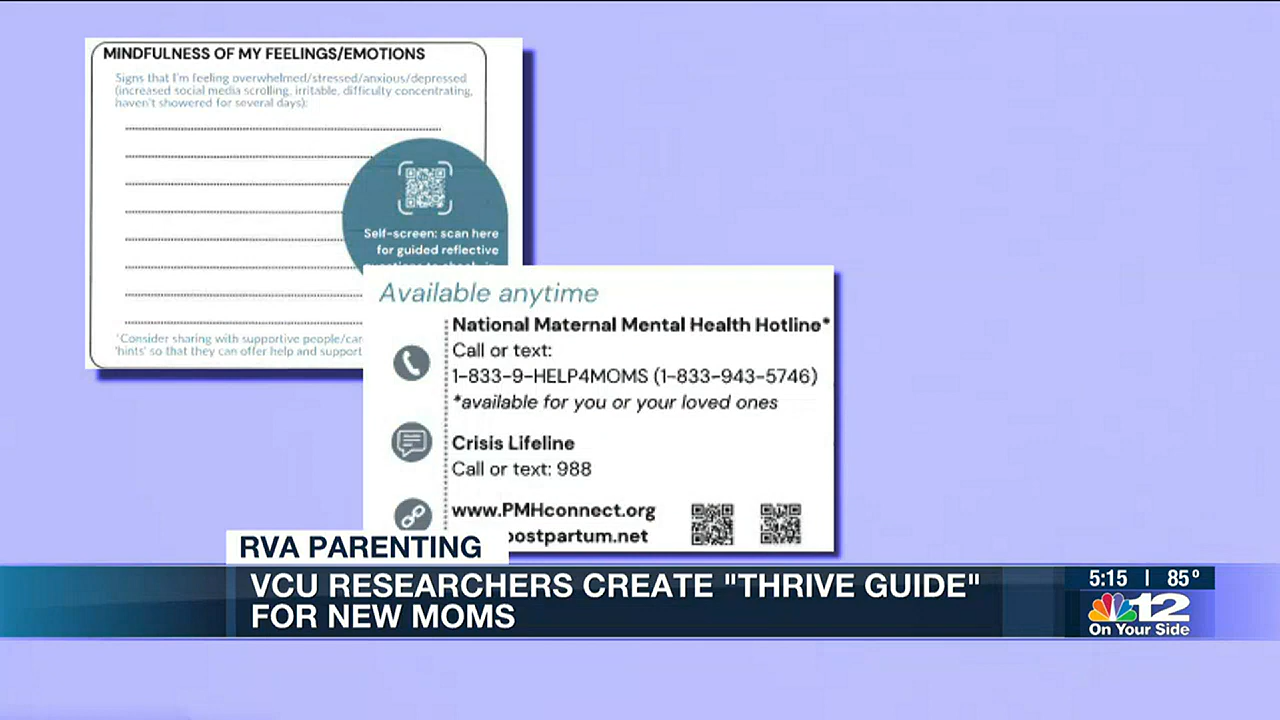 MINDFULNESS OF MY FEELINGS/EMOTIONS
Signs that I'm feeling overwhelmed/stressed/anxious/depressed
(increased social media scrolling, irritable, difficulty concentrating,
haven't showered for several days):
Self-screen: scan here
for guided reflective
*Consider sharing with supportive people/
'hints' so that they can offer help and support
Available anytime
National Maternal Mental Health Hotline*
Call or text:
1-833-9-HELP4MOMS (1-833-943-5746)
*available for you or your loved ones
Crisis Lifeline
Call or text: 988
www.PMHconnect.org
postpartum.net
RVA PARENTING
VCU RESEARCHERS CREATE "THRIVE GUIDE"
FOR NEW MOMS
5:15 | 85°
12
On Your Side